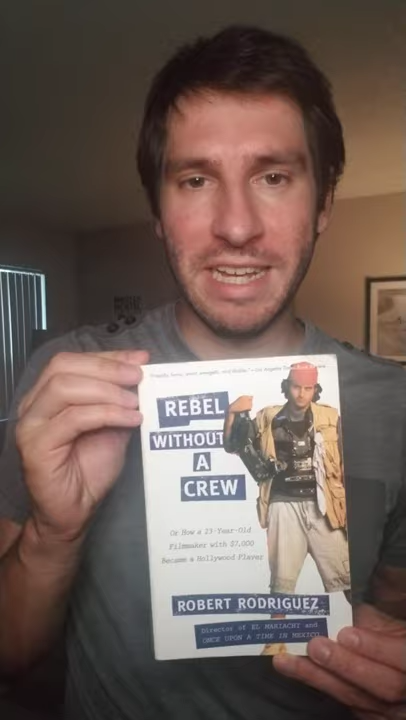 REBEL
WITHOUT
A
CREW
Or How a 23-Year-Old
Filmmaker with $7,000
Became a Hollywood Player
ROBERT RODRIGUEZ
Director of EL MARIACHI and
ONCE UPON A TIME IN MEXICO